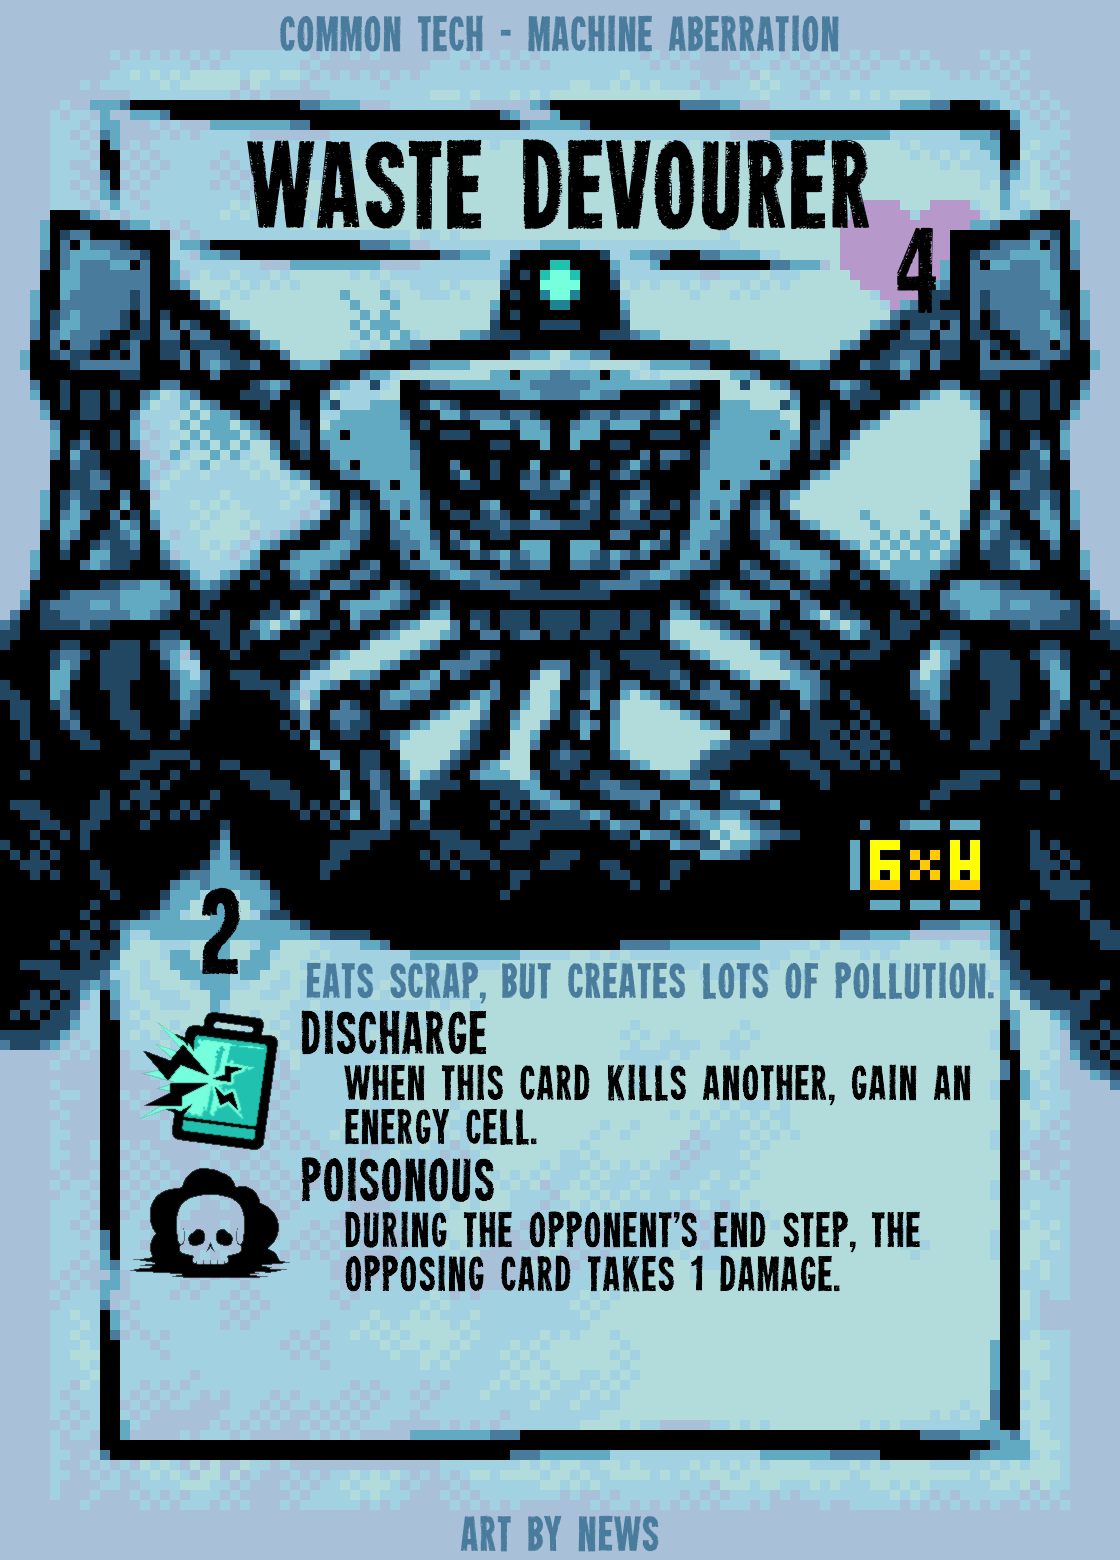 COMMON TECH - MACHINE ABERRATION
WASTE DEVOURER
4
2
EATS SCRAP, BUT CREATES LOTS OF POLLUTION.
DISCHARGE
WHEN THIS CARD KILLS ANOTHER, GAIN AN
ENERGY CELL.
POISONOUS
DURING THE OPPONENT'S END STEP, THE
OPPOSING CARD TAKES 1 DAMAGE.
ART BY NEWS